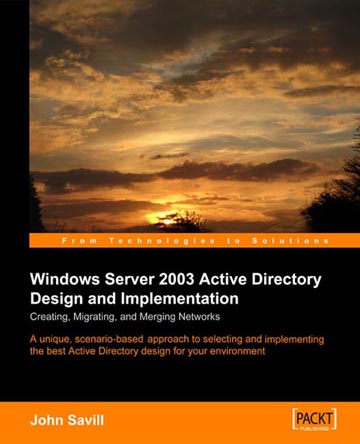 From Technologies to Solutions
Windows Server 2003 Active Directory
Design and Implementation
Creating, Migrating, and Merging Networks
A unique, scenario-based approach to selecting and implementing
the best Active Directory design for your environment
John Savill
PACKT
PUBLISHING